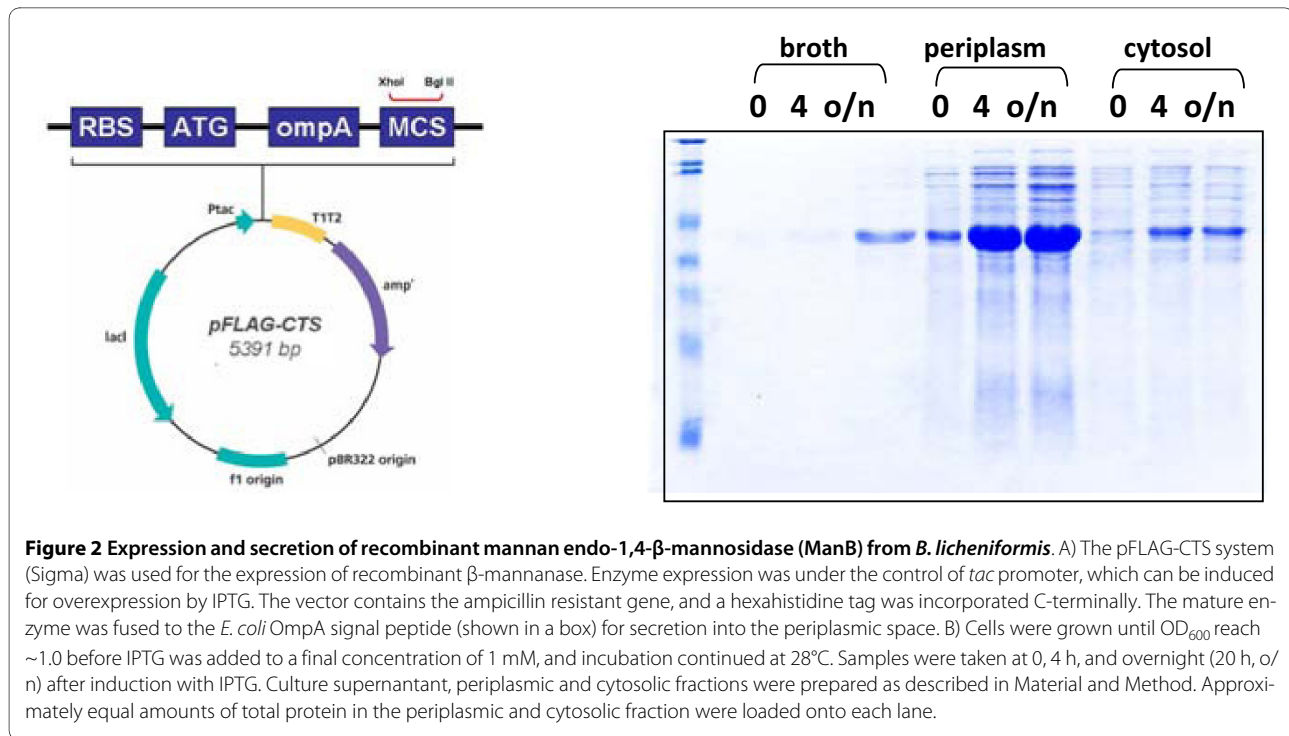 XhoI Bgl II
RBS ATG ompA MCS
Ptac
T1T2
amp'
lacI
pFLAG-CTS
5391 bp
pBR322 origin
f1 origin
broth periplasm cytosol
0 4 o/n 0 4 o/n 0 4 o/n
Figure 2 Expression and secretion of recombinant mannan endo-1,4-β-mannosidase (ManB) from B. licheniformis. A) The pFLAG-CTS system
(Sigma) was used for the expression of recombinant β-mannanase. Enzyme expression was under the control of tac promoter, which can be induced
for overexpression by IPTG. The vector contains the ampicillin resistant gene, and a hexahistidine tag was incorporated C-terminally. The mature en-
zyme was fused to the E. coli OmpA signal peptide (shown in a box) for secretion into the periplasmic space. B) Cells were grown until OD600 reach
~1.0 before IPTG was added to a final concentration of 1 mM, and incubation continued at 28°C. Samples were taken at 0, 4 h, and overnight (20 h, o/
n) after induction with IPTG. Culture supernantant, periplasmic and cytosolic fractions were prepared as described in Material and Method. Approxi-
mately equal amounts of total protein in the periplasmic and cytosolic fraction were loaded onto each lane.